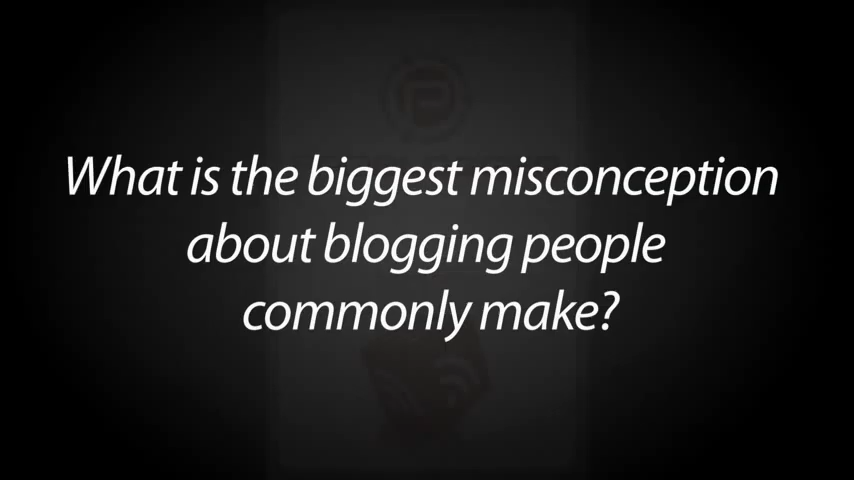 What is the biggest misconception
about blogging people
commonly make?